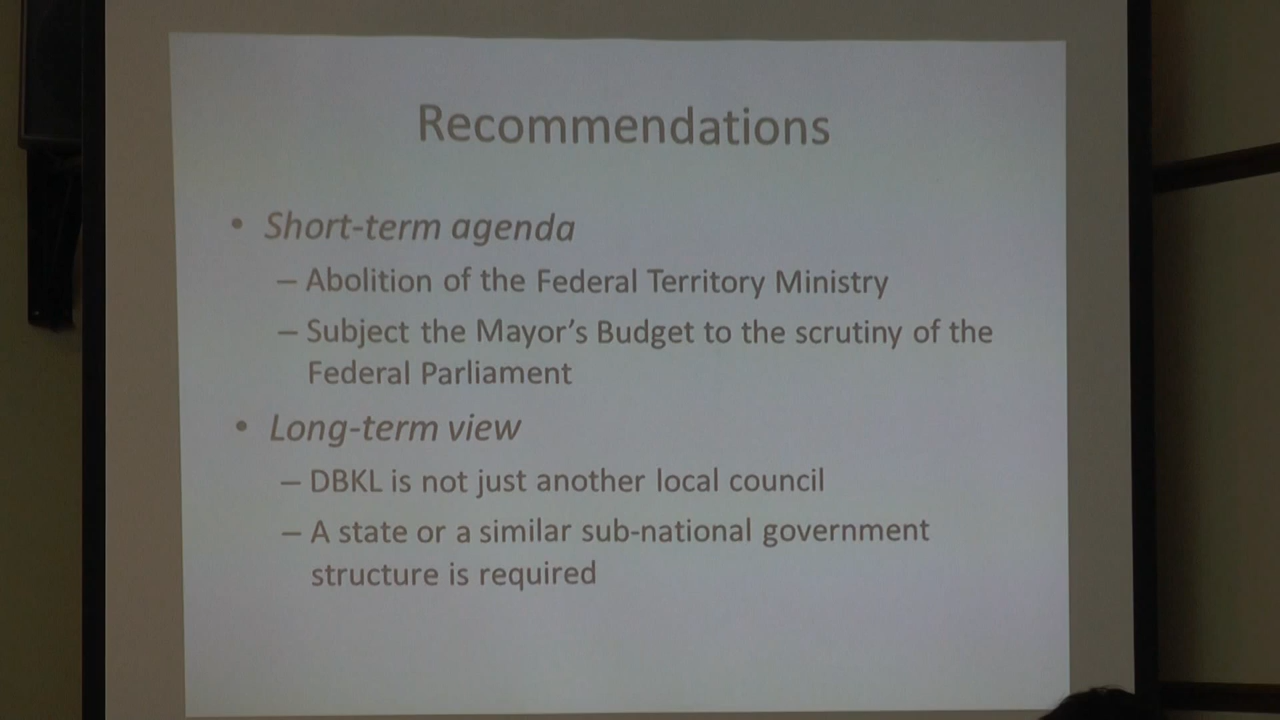 Recommendations
• Short-term agenda
– Abolition of the Federal Territory Ministry
– Subject the Mayor's Budget to the scrutiny of the
Federal Parliament
• Long-term view
– DBKL is not just another local council
– A state or a similar sub-national government
structure is required